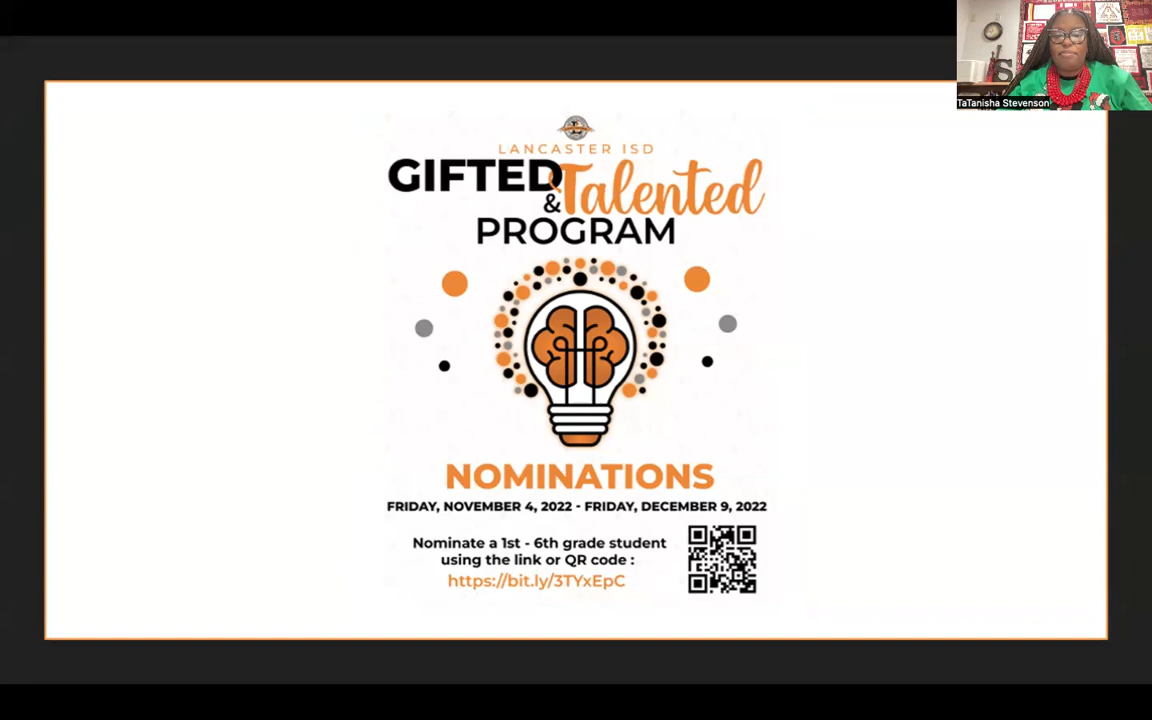 LANCASTER ISD
GIFTED
& Talented
PROGRAM
NOMINATIONS
FRIDAY, NOVEMBER 4, 2022 - FRIDAY, DECEMBER 9, 2022
Nominate a 1st - 6th grade student
using the link or QR code :
https://bit.ly/3TYxEpC
TaTanisha Stevenson